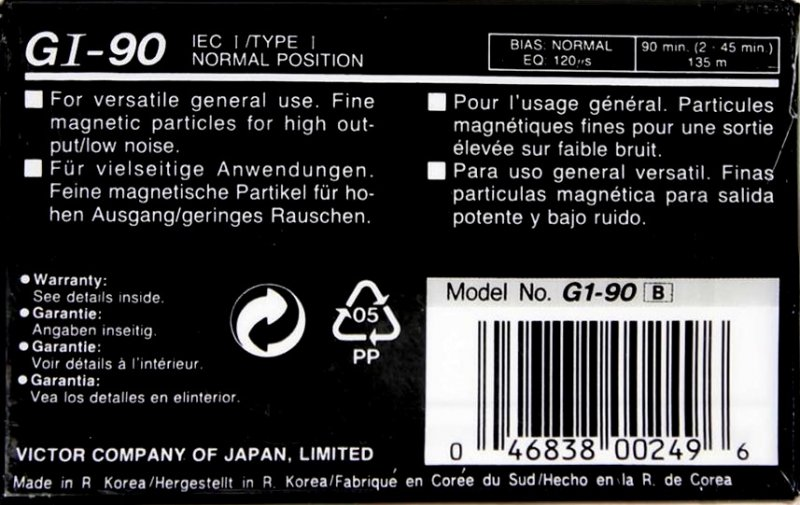 GI-90 IEC I/TYPE I
NORMAL POSITION
BIAS: NORMAL
EQ: 120µs
90 min. (2 · 45 min.)
135 m
For versatile general use. Fine
magnetic particles for high out-
put/low noise.
Für vielseitige Anwendungen.
Feine magnetische Partikel für ho-
hen Ausgang/geringes Rauschen.
Pour l'usage général. Particules
magnétiques fines pour une sortie
élevée sur faible bruit.
Para uso general versatil. Finas
particulas magnética para salida
potente y bajo ruido.
Warranty:
See details inside.
Garantie:
Angaben inseitig.
Garantie:
Voir détails à l'intérieur.
Garantia:
Vea los detalles en elinterior.
05
PP
Model No. G1-90 B
0 46838 00249 6
VICTOR COMPANY OF JAPAN, LIMITED
Made in R. Korea/Hergestellt in R. Korea/Fabriqué en Corée du Sud/Hecho en la R. de Corea